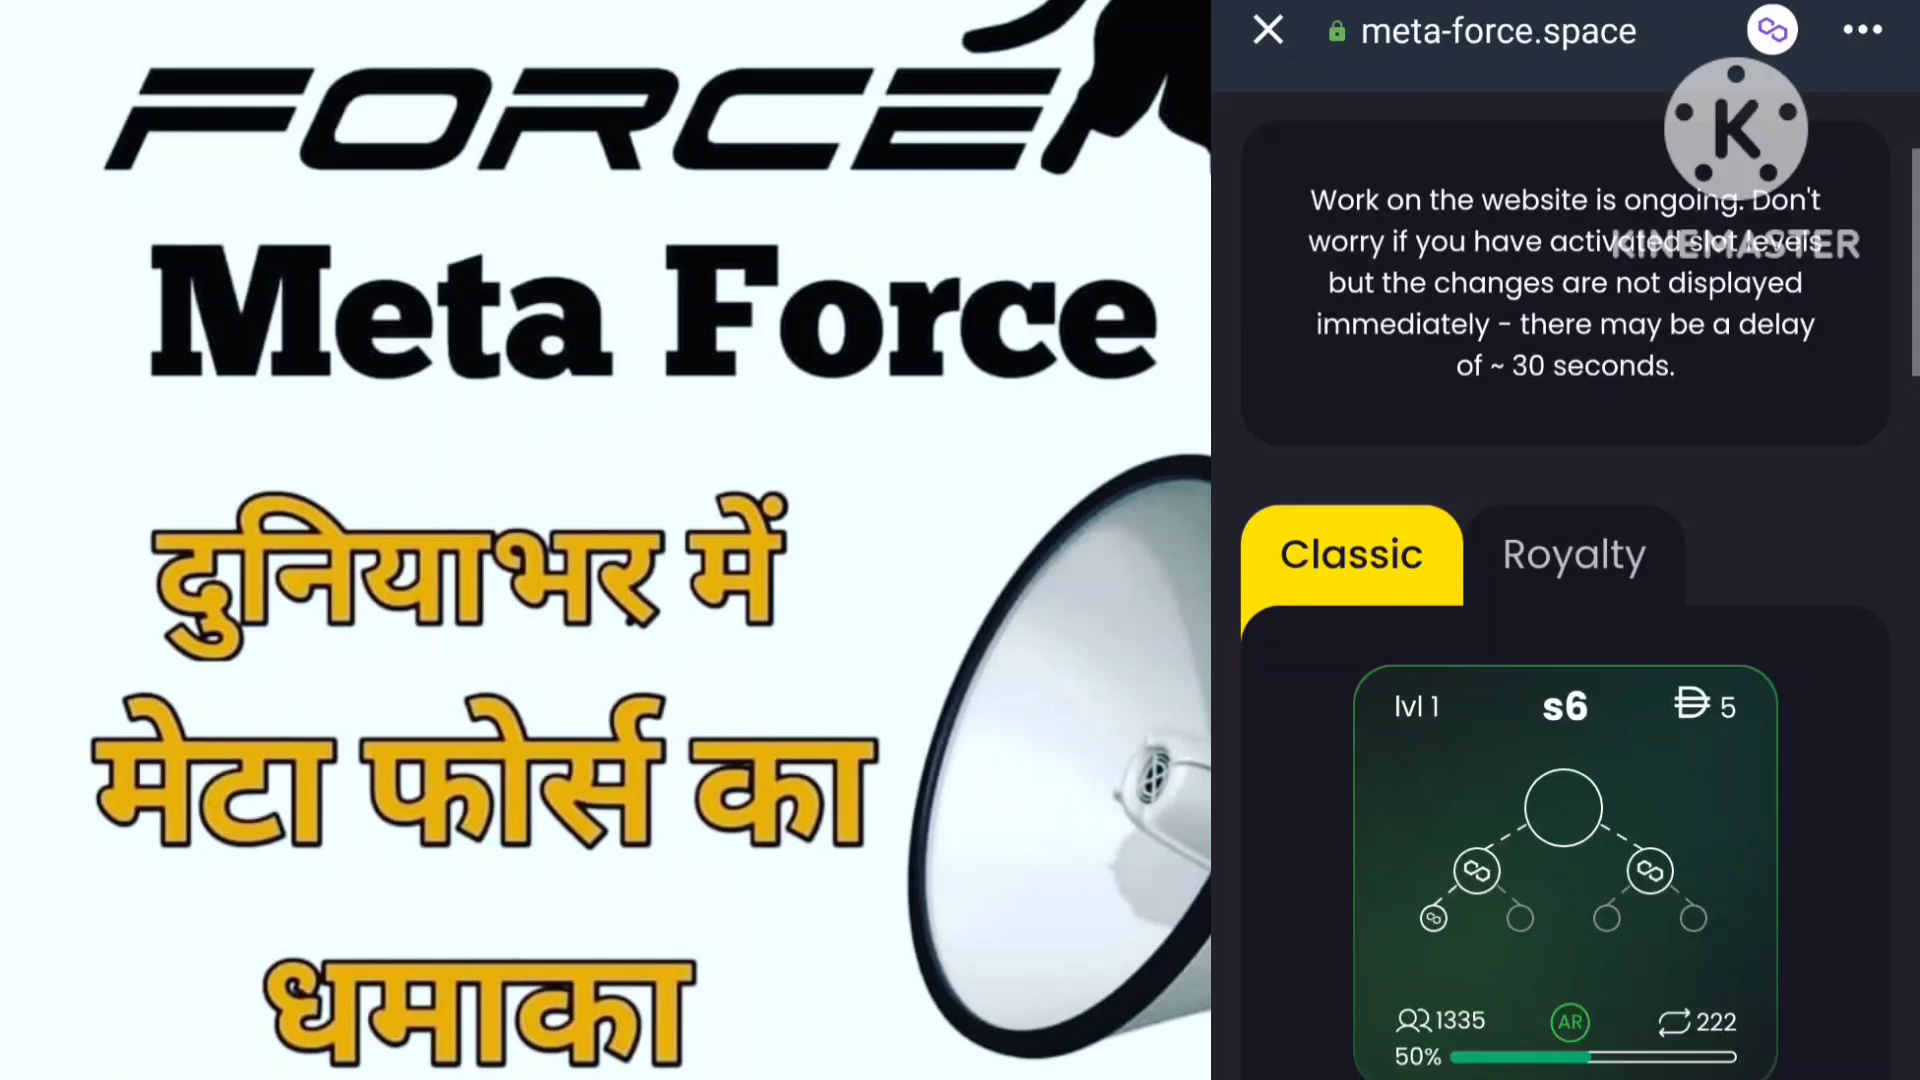 FORCE
Meta Force
दुनियाभर में
मेटा फोर्स का
धमाका
meta-force.space
Work on the website is ongoing. Don't
worry if you have activated slot levels
but the changes are not displayed
immediately - there may be a delay
of ~ 30 seconds.
K
KINEMASTER
Classic
Royalty
lvl 1
s6
5
1335
AR
222
50%